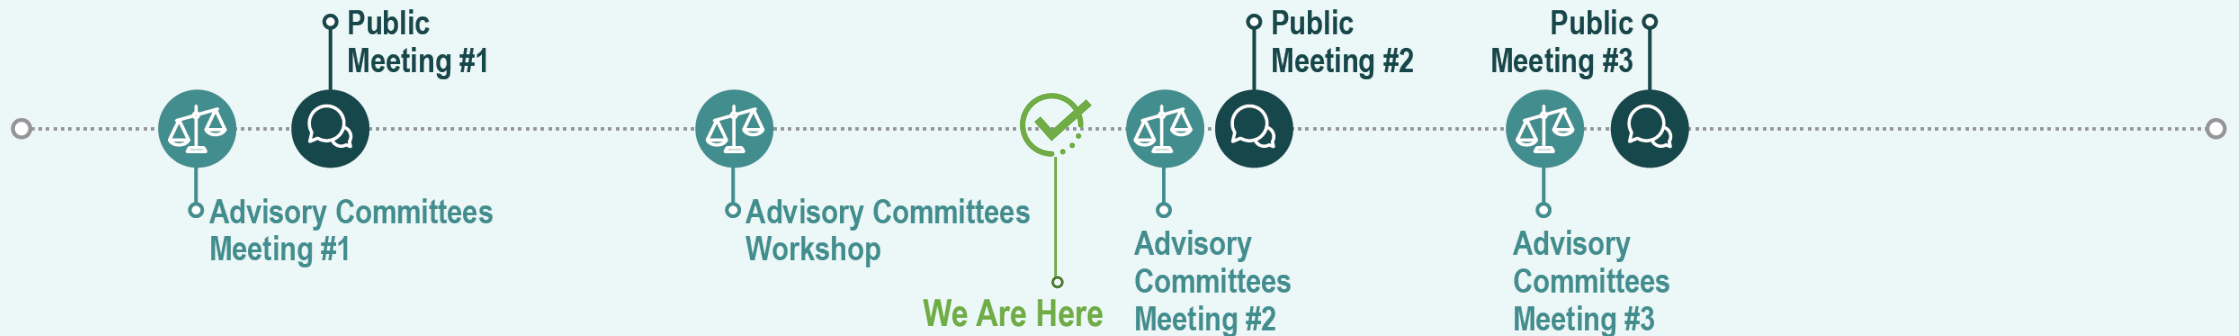 Public
Meeting #1
Public
Meeting #2
Public
Meeting #3
Advisory Committees
Meeting #1
Advisory Committees
Workshop
We Are Here
Advisory
Committees
Meeting #2
Advisory
Committees
Meeting #3